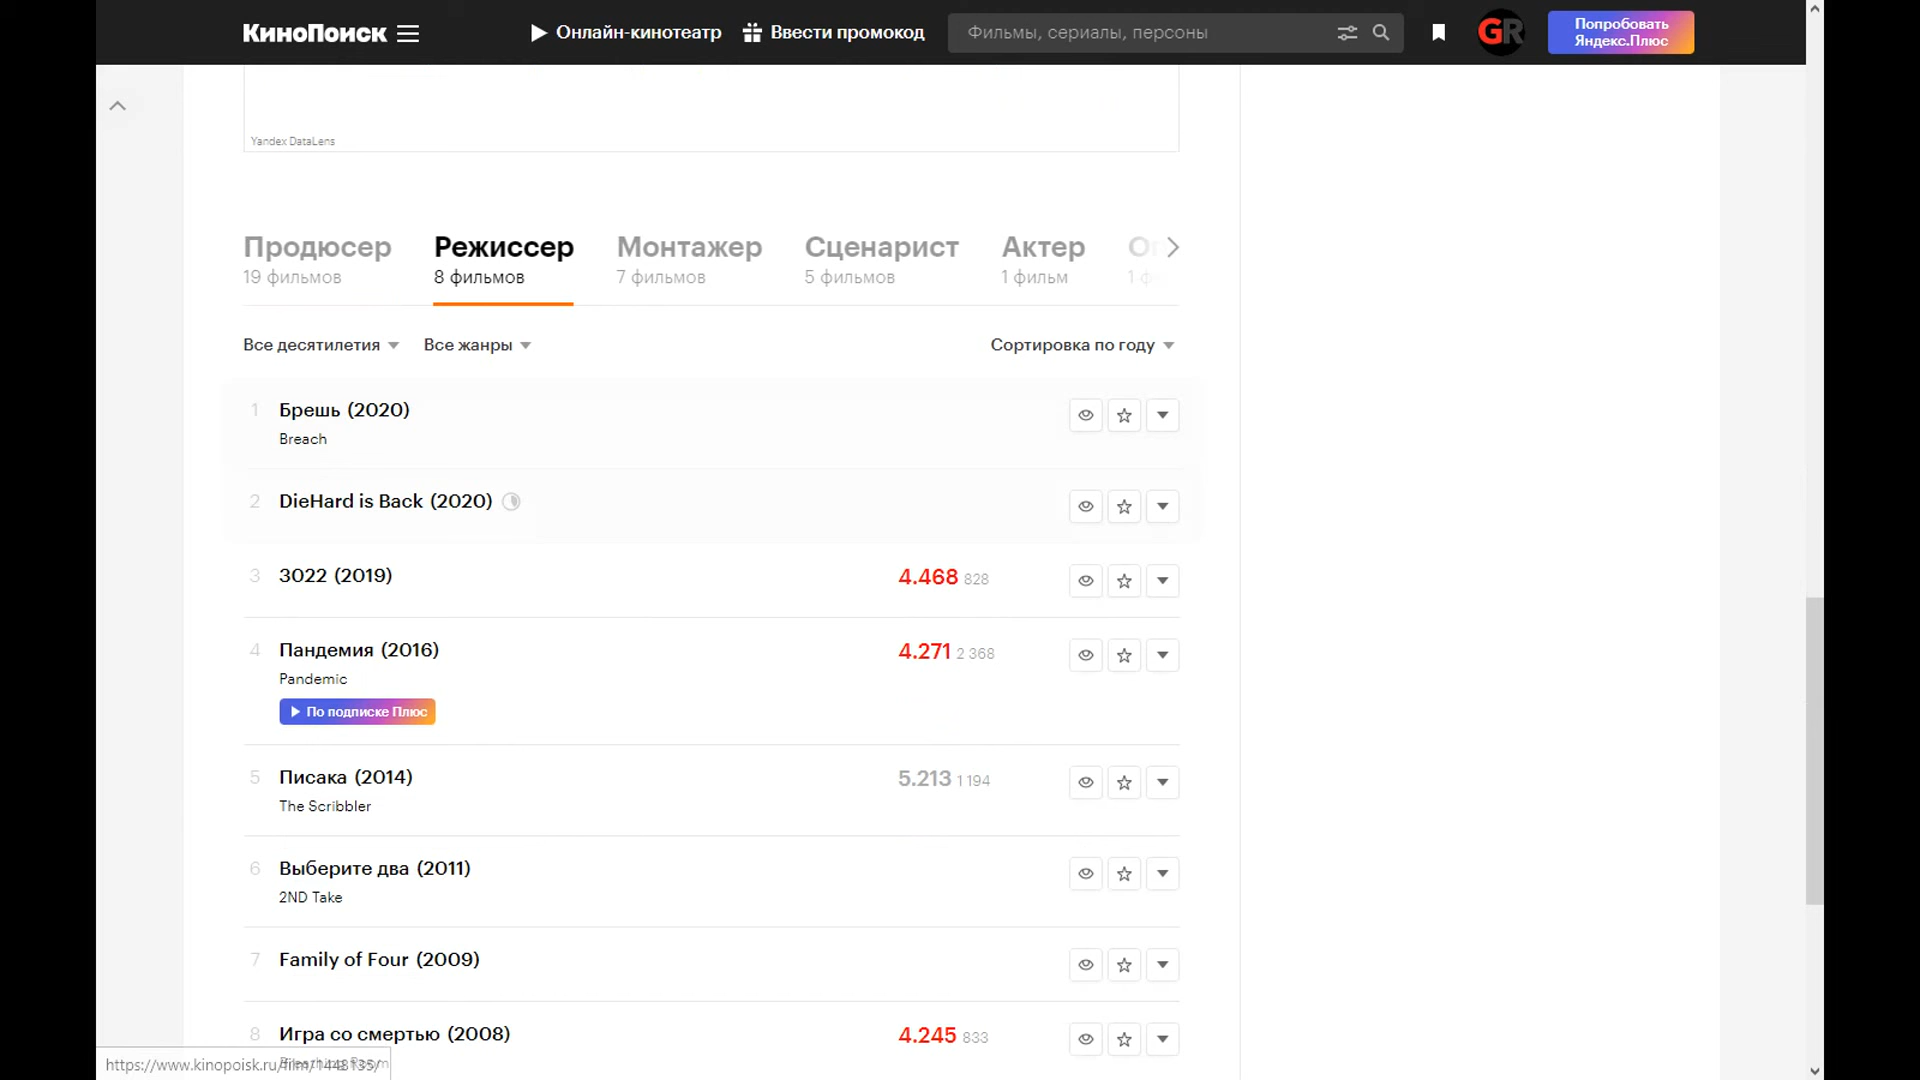 КиноПоиск
Онлайн-кинотеатр
Ввести промокод
Фильмы, сериалы, персоны
GR
Попробовать
Яндекс.Плюс
Yandex DataLens
Продюсер
19 фильмов
Режиссер
8 фильмов
Монтажер
7 фильмов
Сценарист
5 фильмов
Актер
1 фильм
Все десятилетия
Все жанры
Сортировка по году
1 Брешь (2020)
Breach
2 DieHard is Back (2020)
3 3022 (2019) 4.468 828
4 Пандемия (2016) 4.271 2 368
Pandemic
По подписке Плюс
5 Писака (2014) 5.213 1 194
The Scribbler
6 Выберите два (2011)
2ND Take
7 Family of Four (2009)
8 Игра со смертью (2008) 4.245 833
https://www.kinopoisk.ru/film/1448135/